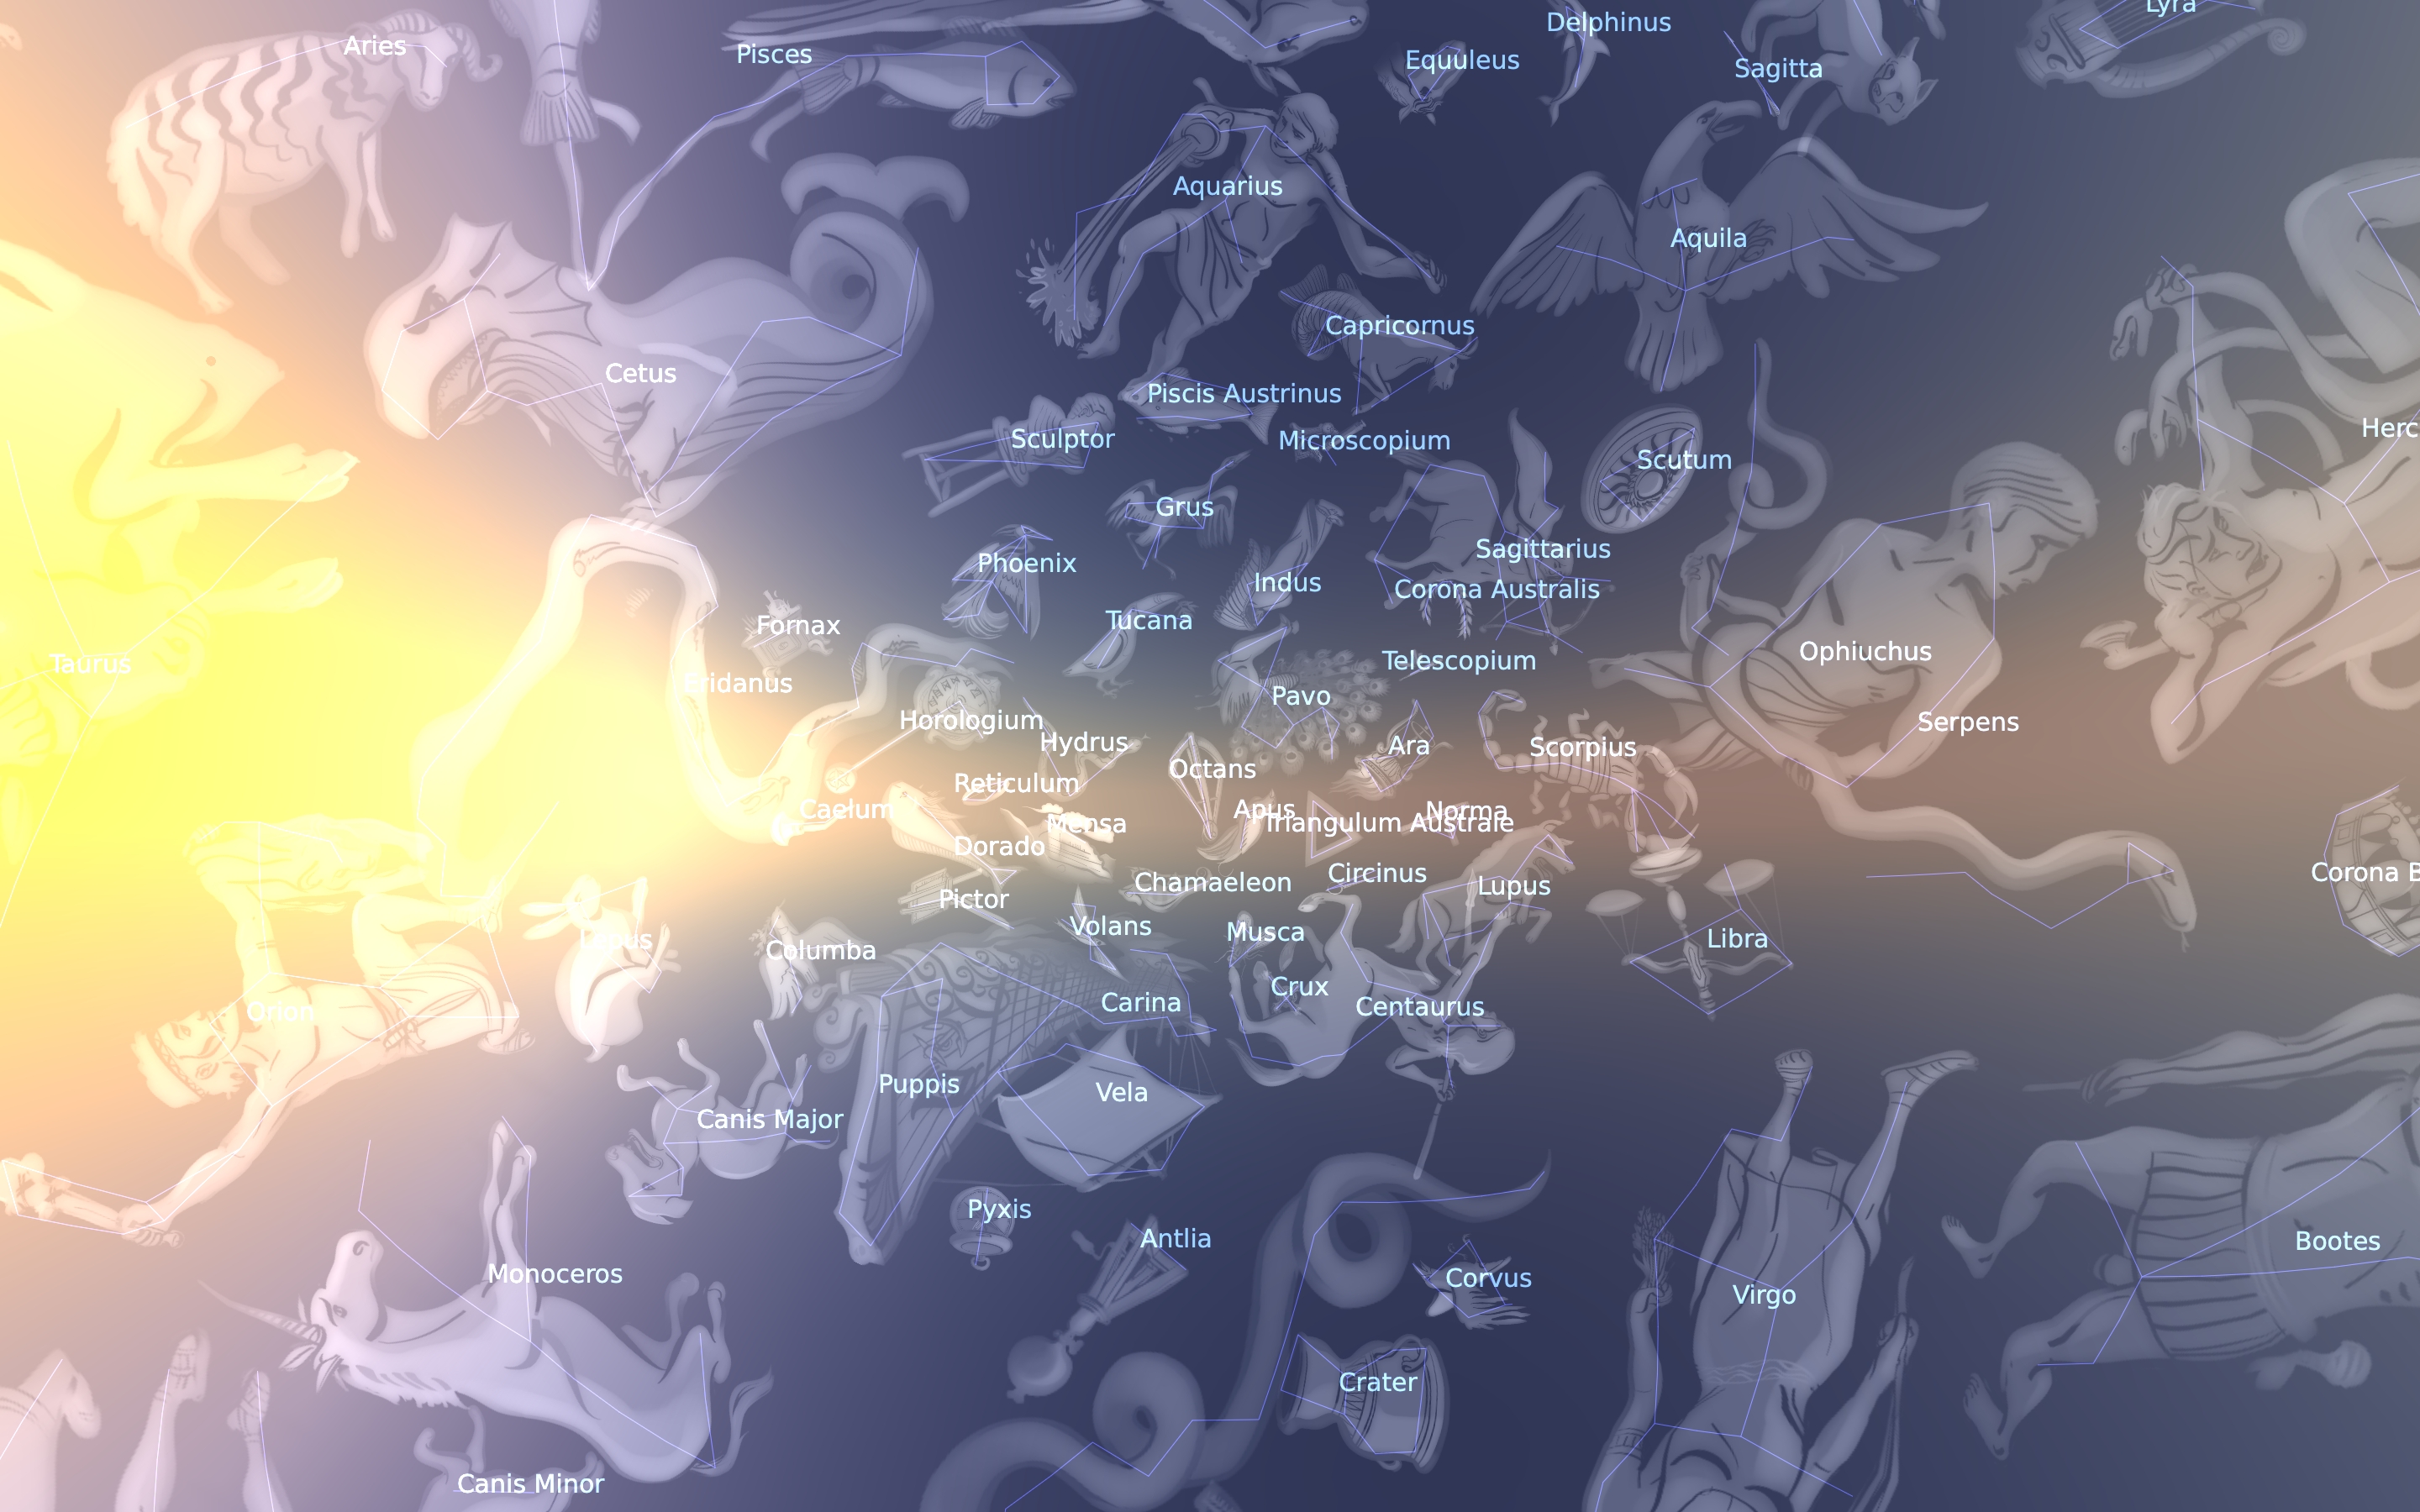 Lyra
Delphinus
Aries
Pisces
Equuleus
Sagitta
Aquarius
Aquila
Capricornus
Cetus
Piscis Austrinus
Herc
Sculptor
Microscopium
Scutum
Grus
Sagittarius
Phoenix
Indus
Corona Australis
Tucana
Fornax
Ophiuchus
Telescopium
Taurus
Eridanus
Pavo
Horologium
Serpens
Hydrus
Ara
Scorpius
Octans
Reticulum
Caelum
Apus
Norma
Mensa
Triangulum Australe
Dorado
Circinus
Corona B
Chamaeleon
Lupus
Pictor
Volans
Musca
Lepus
Libra
Columba
Crux
Carina
Centaurus
Orion
Puppis
Vela
Canis Major
Pyxis
Antlia
Bootes
Monoceros
Corvus
Virgo
Crater
Canis Minor